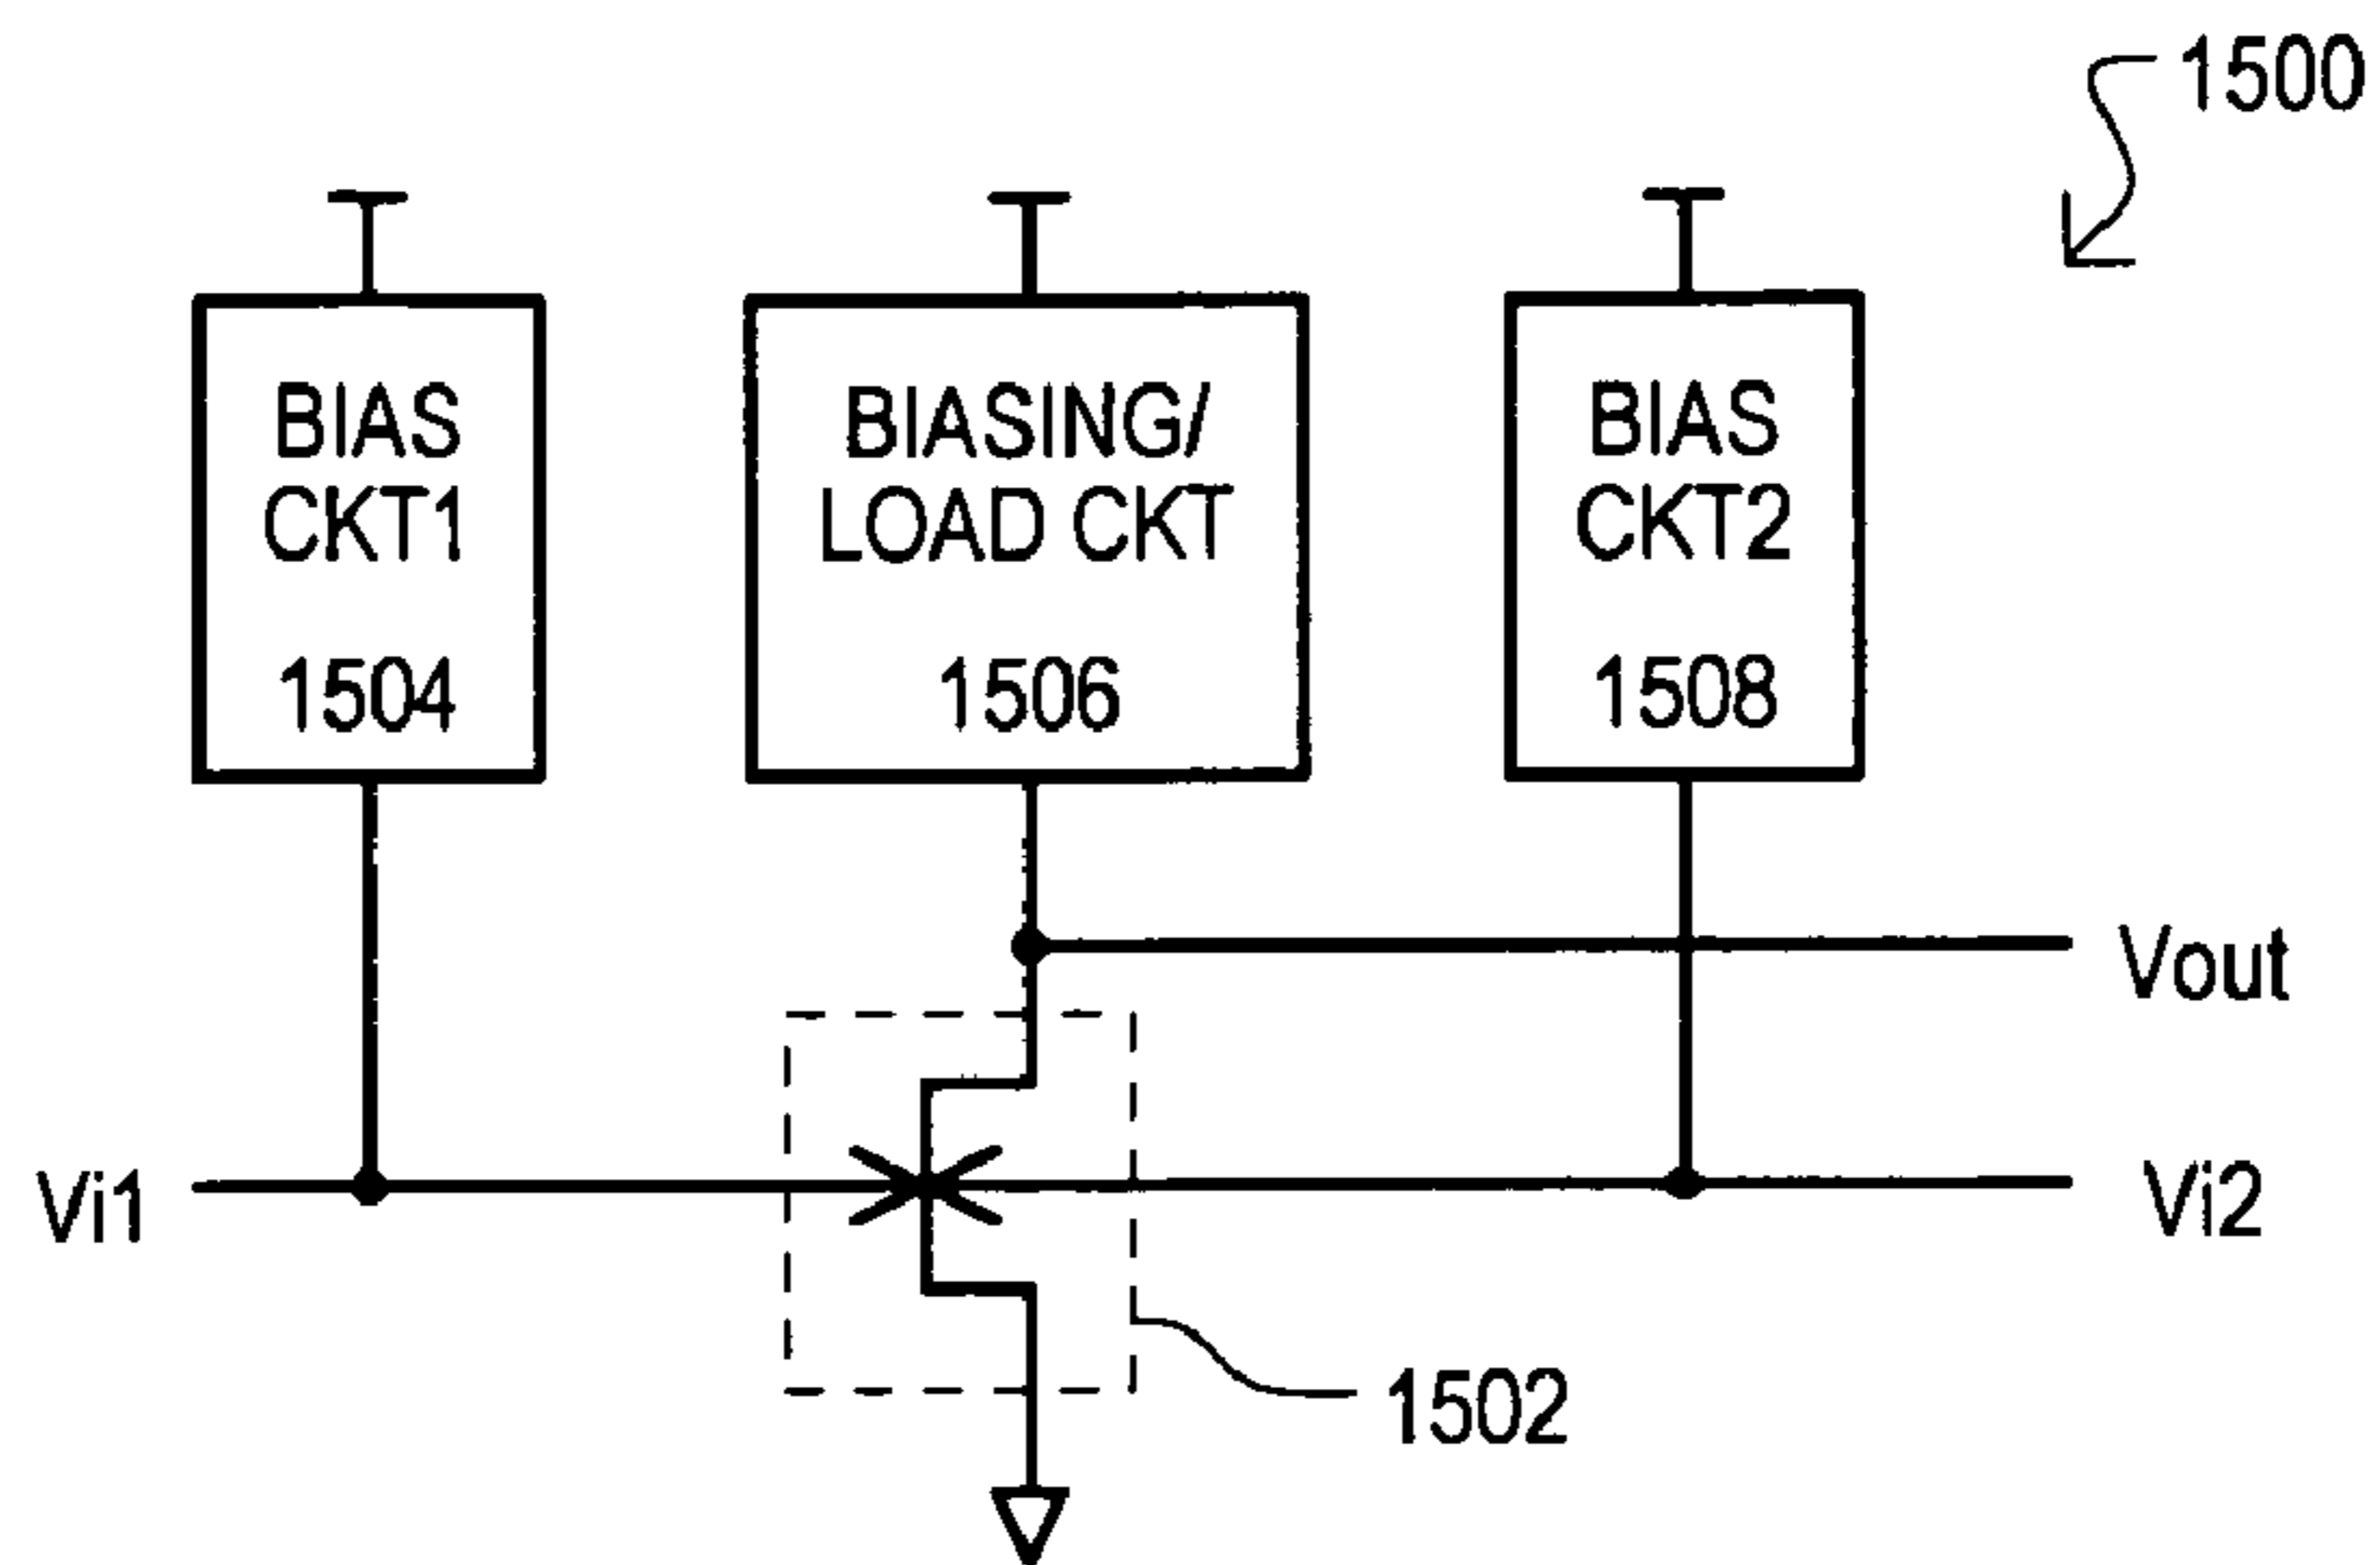 1500
BIAS
CKT1
1504
BIASING/
LOAD CKT
1506
BIAS
CKT2
1508
Vout
Vi1
Vi2
1502